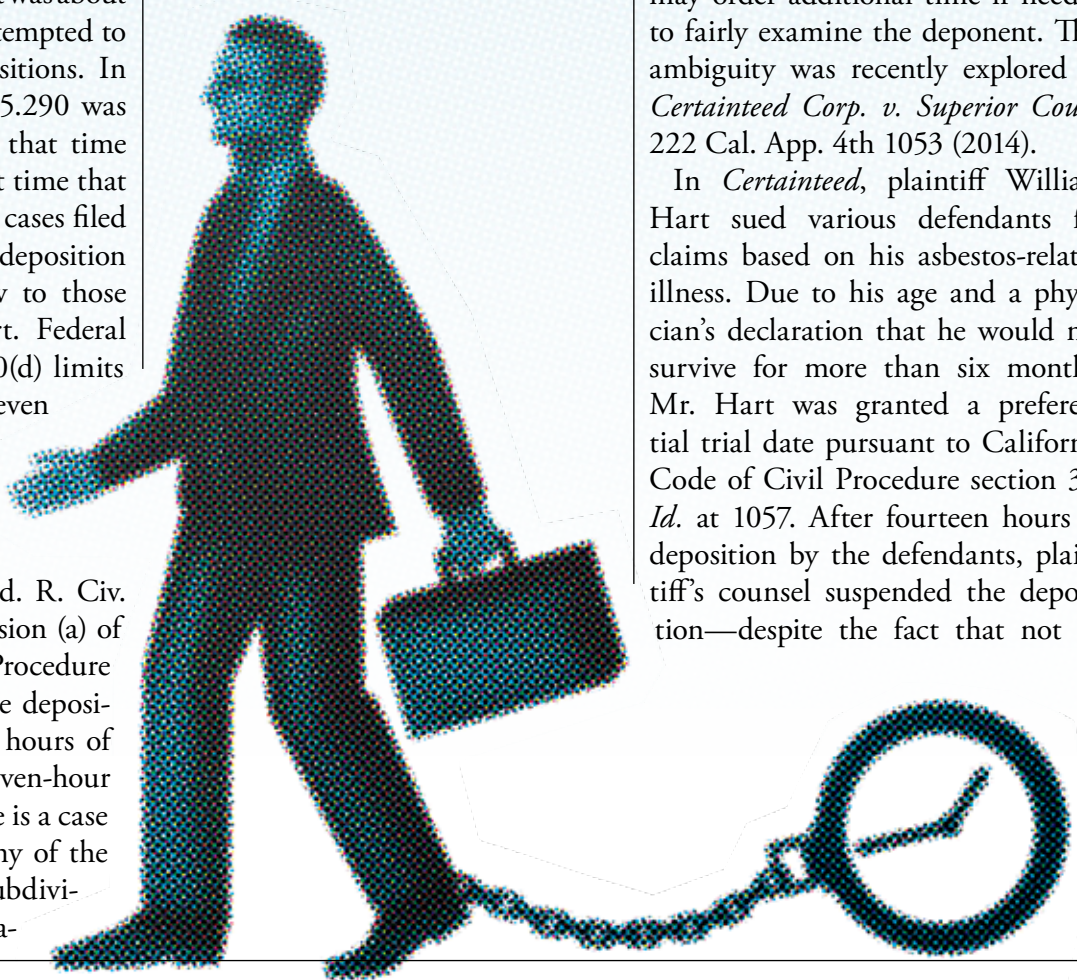 was about
tempted to
sitions. In
5.290 was
that time
t time that
cases filed
deposition
to those
rt. Federal
0(d) limits
even
d. R. Civ.
sion (a) of
Procedure
e deposi-
hours of
ven-hour
e is a case
ny of the
ubdivi-
a-
may order additional time if need
to fairly examine the deponent. Th
ambiguity was recently explored
Certainteed Corp. v. Superior Cou
222 Cal. App. 4th 1053 (2014).
In Certainteed, plaintiff Willia
Hart sued various defendants f
claims based on his asbestos-relat
illness. Due to his age and a phy
cian’s declaration that he would n
survive for more than six month
Mr. Hart was granted a prefere
tial trial date pursuant to Californ
Code of Civil Procedure section 3
Id. at 1057. After fourteen hours
deposition by the defendants, plai
tiff’s counsel suspended the depo
tion—despite the fact that not